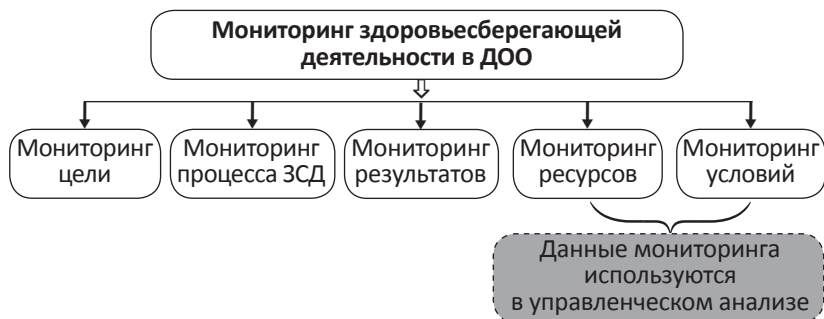 Мониторинг здоровьесберегающей
деятельности в ДОО
Мониторинг
цели
Мониторинг
процесса ЗСД
Мониторинг
результатов
Мониторинг
ресурсов
Мониторинг
условий
Данные мониторинга
используются
в управленческом анализе